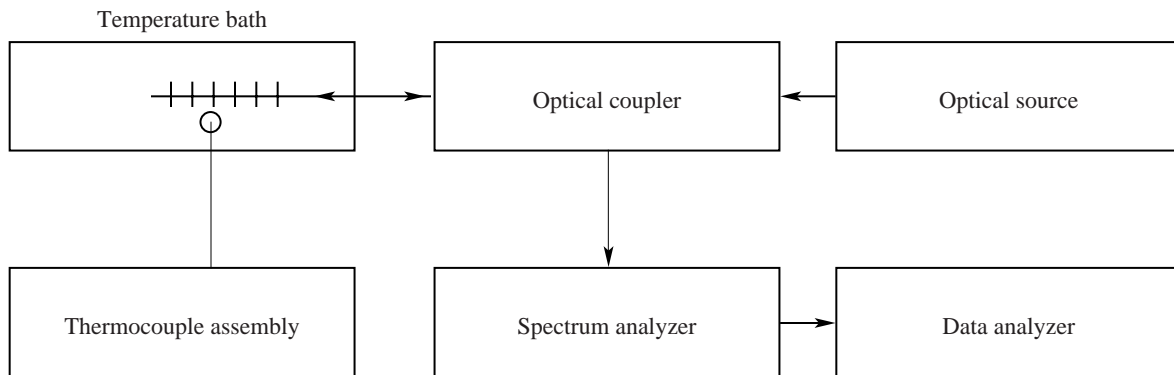 Temperature bath
Optical coupler
Optical source
Thermocouple assembly
Spectrum analyzer
Data analyzer